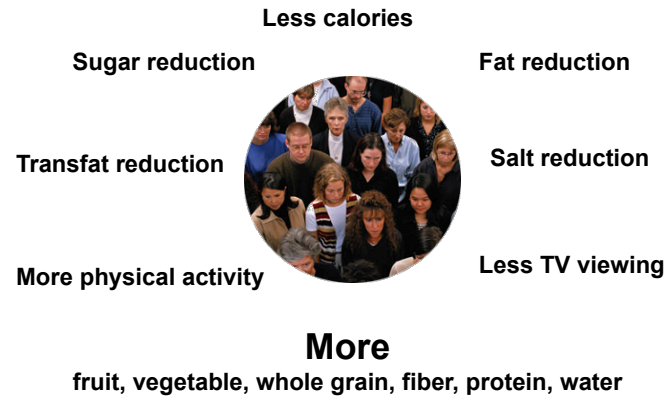 Less calories
Sugar reduction
Fat reduction
Transfat reduction
Salt reduction
More physical activity
Less TV viewing
More
fruit, vegetable, whole grain, fiber, protein, water